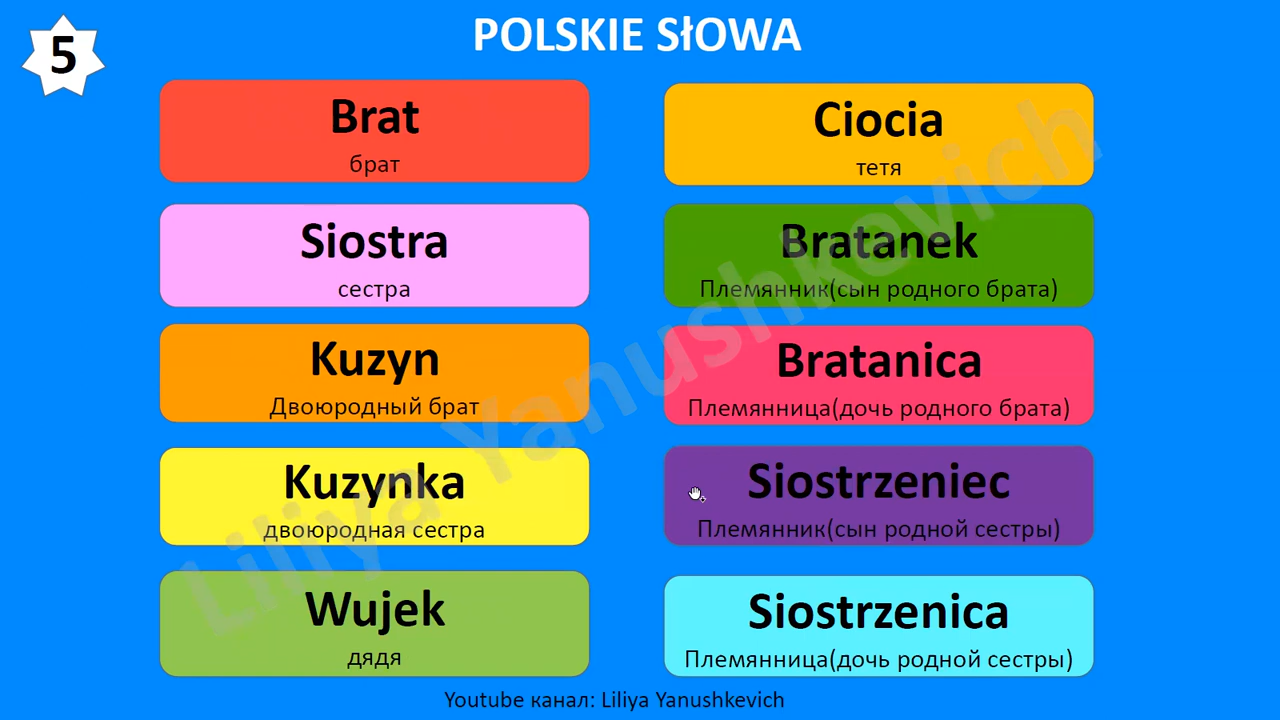 5
POLSKIE SłOWA
Brat
брат
Siostra
сестра
Kuzyn
Двоюродный брат
Kuzynka
двоюродная сестра
Wujek
дядя
Ciocia
тетя
Bratanek
Племянник(сын родного брата)
Bratanica
Племянница(дочь родного брата)
Siostrzeniec
Племянник(сын родной сестры)
Siostrzenica
Племянница(дочь родной сестры)
Liliya Yanushkevich
Youtube канал: Liliya Yanushkevich